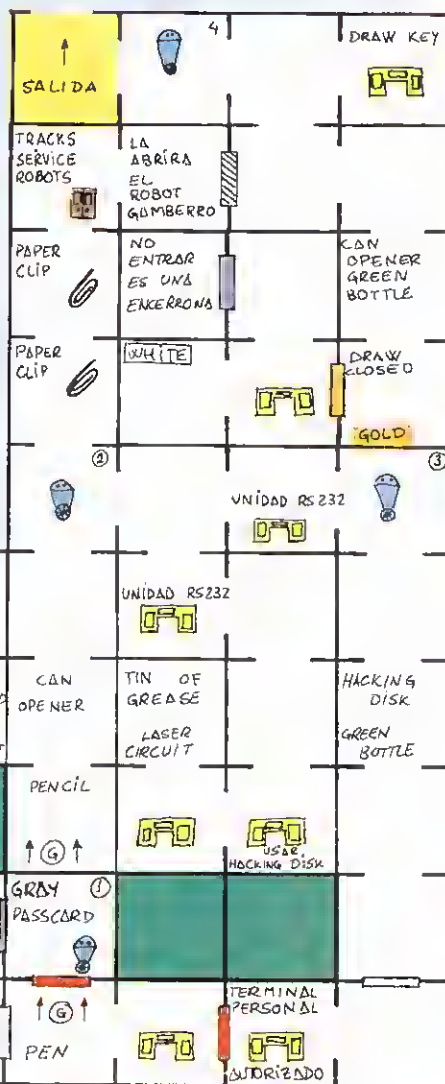 4
DRAW KEY
SALIDA
TRACKS
SERVICE
ROBOTS
LA
ABRIRA
EL
ROBOT
GAMBERRO
PAPER
CLIP
NO
ENTRAR
ES UNA
ENCERRONA
CAN
OPENER
GREEN
BOTTLE
PAPER
CLIP
WHITE
DRAW
CLOSED
GOLD
2
3
UNIDAD RS232
UNIDAD RS232
CAN
OPENER
TIN OF
GREASE
LASER
CIRCUIT
HACKING
DISK
GREEN
BOTTLE
PENCIL
G
USAR
HACKING DISK
GRAY
PASSCARD
1
G
PEN
TERMINAL
PERSONAL
AUTORIZADO